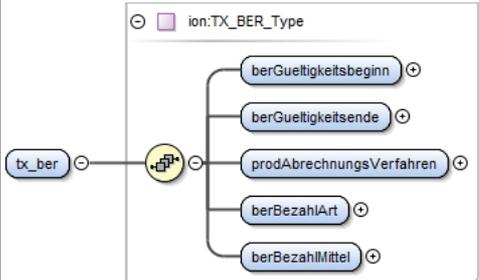 ion:TX_BER_Type
berGueltigkeitsbeginn
berGueltigkeitsende
tx_ber
prodAbrechnungsVerfahren
berBezahlArt
berBezahlMittel